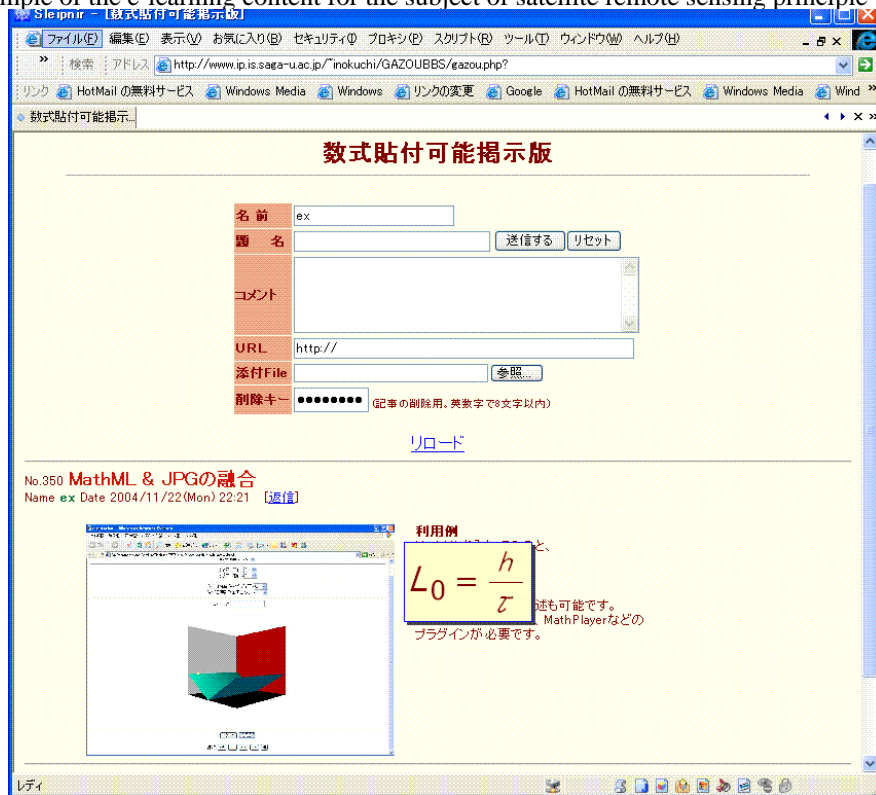 mple of the e-learning content for the subject of satellite remote sensing principle
Sleipnir - [数式貼付可能掲示版]
ファイル(F) 編集(E) 表示(V) お気に入り(B) セキュリティ(I) プロキシ(P) スクリプト(R) ツール(T) ウィンドウ(W) ヘルプ(H)
» 検索 アドレス http://www.ip.is.saga-u.ac.jp/~inokuchi/GAZOUBBS/gazou.php?
リンク HotMail の無料サービス Windows Media Windows リンクの変更 Google HotMail の無料サービス Windows Media Wind »
数式貼付可能掲示...
数式貼付可能掲示版
名 前 ex
題 名 送信する リセット
コメント
URL http://
添付File 参照...
削除キー ●●●●●●●● (記事の削除用。英数字で8文字以内)
リロード
No.350 MathML & JPGの融合
Name ex Date 2004/11/22(Mon) 22:21 [返信]
利用例
と、
L0 = h / τ
述も可能です。
MathPlayerなどの
プラグインが必要です。
レディ